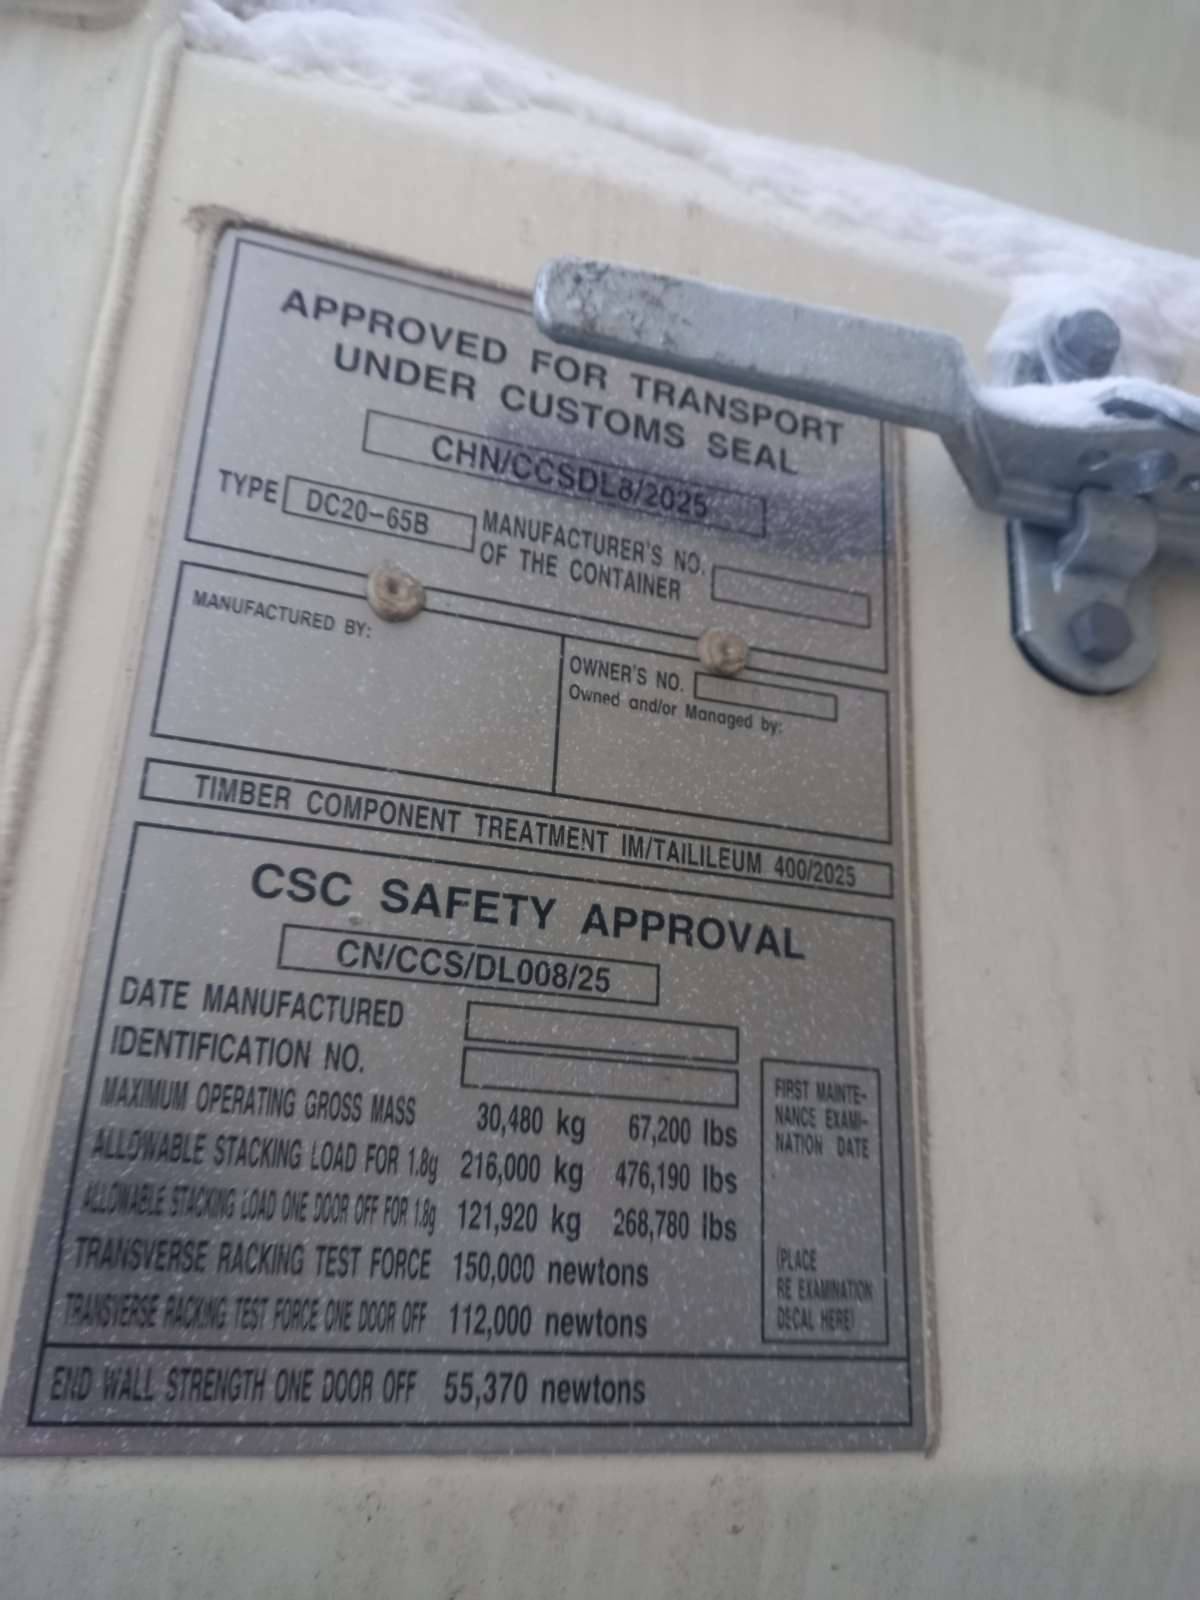 APPROVED FOR TRANSPORT
UNDER CUSTOMS SEAL
CHN/CCSDL8/2025
TYPE DC20-65B
MANUFACTURER'S NO.
OF THE CONTAINER
MANUFACTURED BY:
OWNER'S NO.
Owned and/or Managed by:
TIMBER COMPONENT TREATMENT IM/TAILILEUM 400/2025
CSC SAFETY APPROVAL
CN/CCS/DL008/25
DATE MANUFACTURED
IDENTIFICATION NO.
MAXIMUM OPERATING GROSS MASS 30,480 kg 67,200 lbs
ALLOWABLE STACKING LOAD FOR 1.8g 216,000 kg 476,190 lbs
ALLOWABLE STACKING LOAD ONE DOOR OFF FOR 1.8g 121,920 kg 268,780 lbs
TRANSVERSE RACKING TEST FORCE 150,000 newtons
TRANSVERSE RACKING TEST FORCE ONE DOOR OFF 112,000 newtons
END WALL STRENGTH ONE DOOR OFF 55,370 newtons
FIRST MAINTE-
NANCE EXAMI-
NATION DATE
(PLACE
RE EXAMINATION
DECAL HERE)